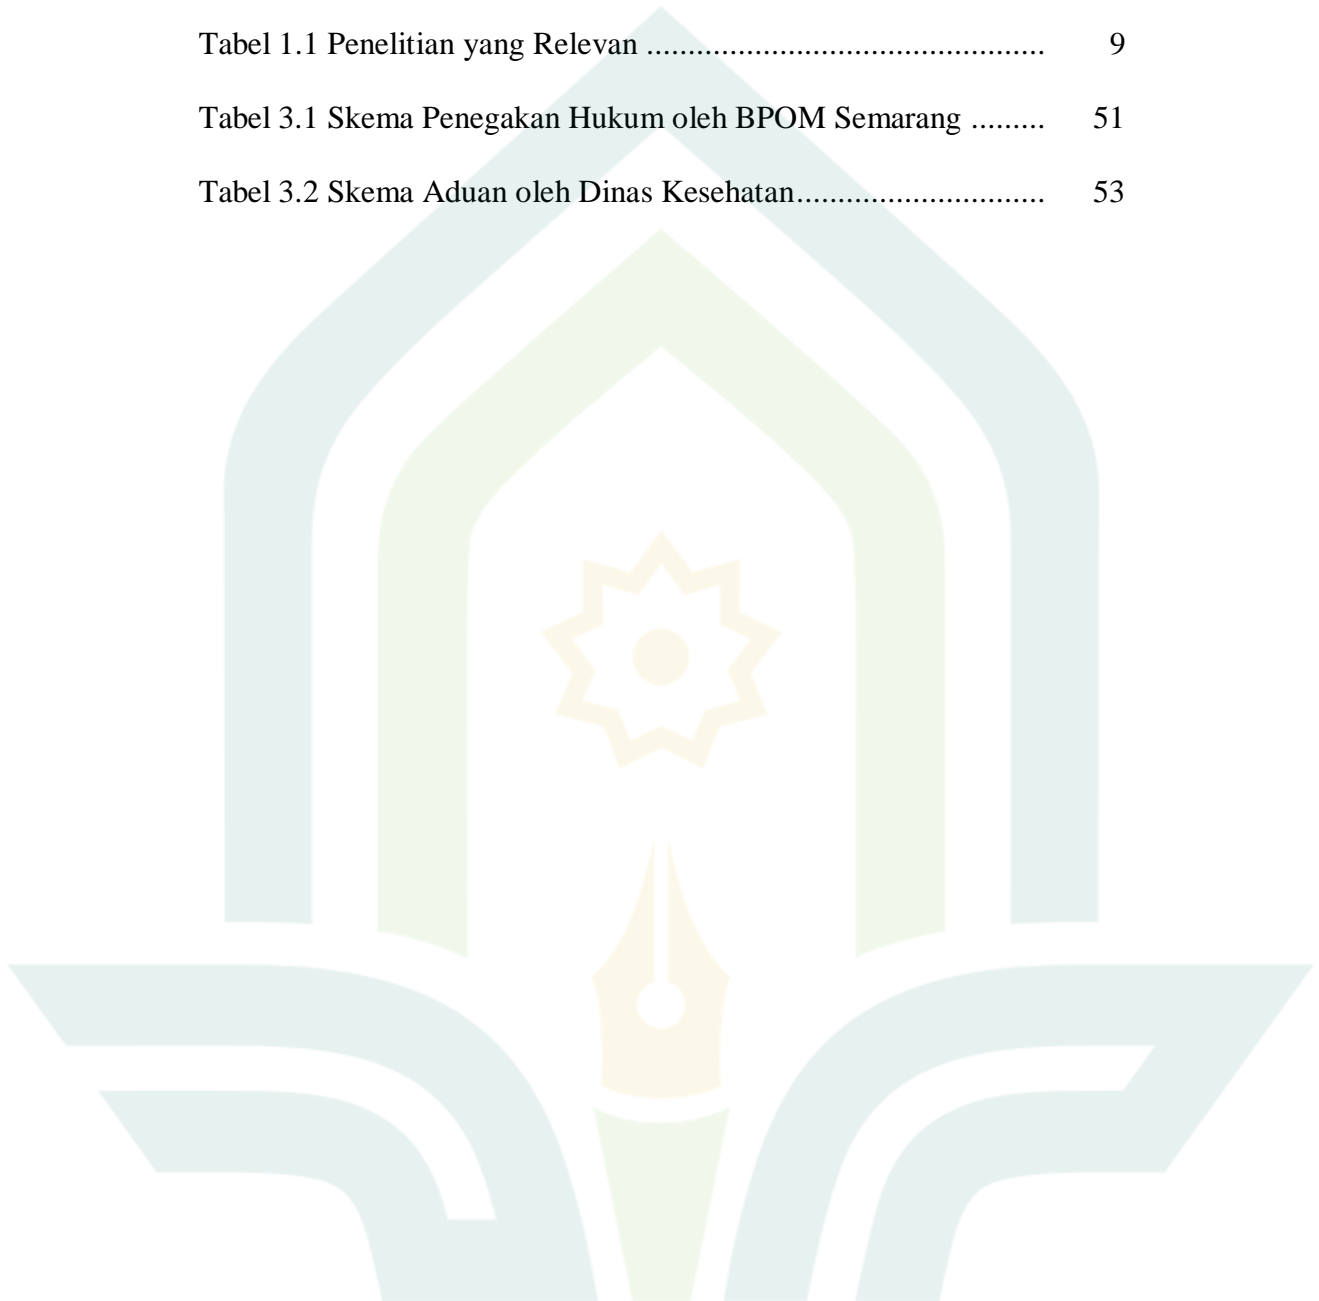 Tabel 1.1 Penelitian yang Relevan ................................................ 9
Tabel 3.1 Skema Penegakan Hukum oleh BPOM Semarang ......... 51
Tabel 3.2 Skema Aduan oleh Dinas Kesehatan.............................. 53